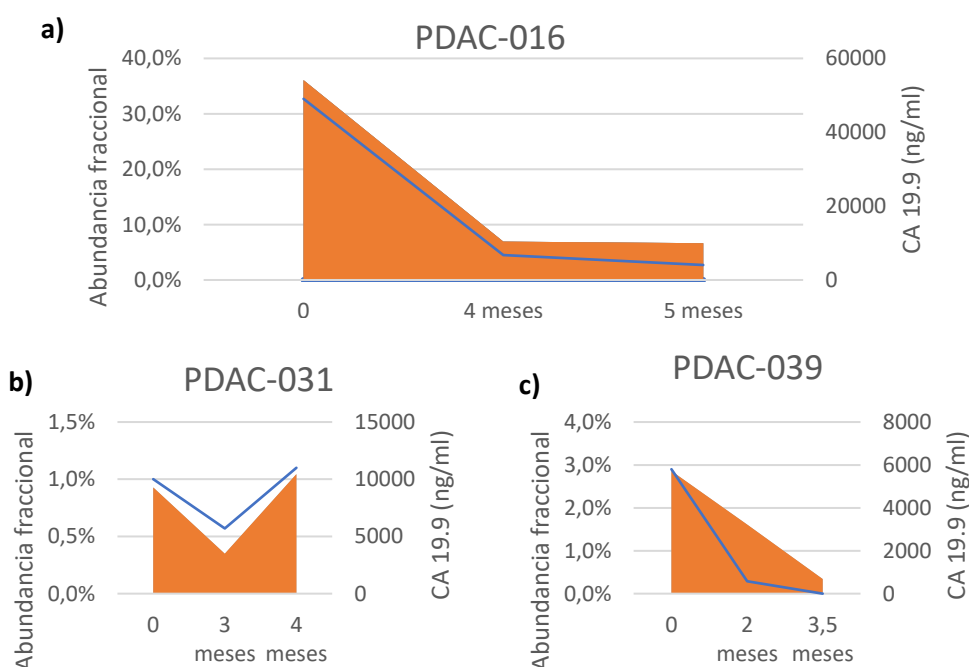 a)
PDAC-016
Abundancia fraccional
40,0%
30,0%
20,0%
10,0%
0,0%
60000
40000
20000
0
CA 19.9 (ng/ml)
0
4 meses
5 meses
b)
PDAC-031
Abundancia fraccional
1,5%
1,0%
0,5%
0,0%
15000
10000
5000
0
CA 19.9 (ng/ml)
0
3
meses
4
meses
c)
PDAC-039
Abundancia fraccional
4,0%
3,0%
2,0%
1,0%
0,0%
8000
6000
4000
2000
0
CA 19.9 (ng/ml)
0
2
meses
3,5
meses